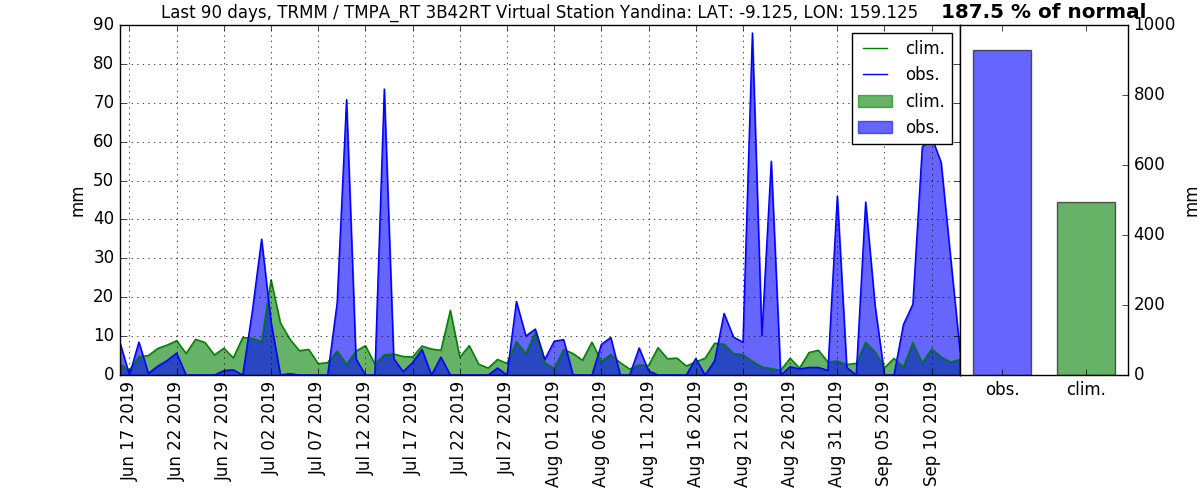 Last 90 days, TRMM / TMPA_RT 3B42RT Virtual Station Yandina: LAT: -9.125, LON: 159.125
187.5 % of normal
90
80
70
60
50
40
30
20
10
0
mm
clim.
obs.
clim.
obs.
1000
800
600
400
200
0
mm
Jun 17 2019
Jun 22 2019
Jun 27 2019
Jul 02 2019
Jul 07 2019
Jul 12 2019
Jul 17 2019
Jul 22 2019
Jul 27 2019
Aug 01 2019
Aug 06 2019
Aug 11 2019
Aug 16 2019
Aug 21 2019
Aug 26 2019
Aug 31 2019
Sep 05 2019
Sep 10 2019
obs.
clim.